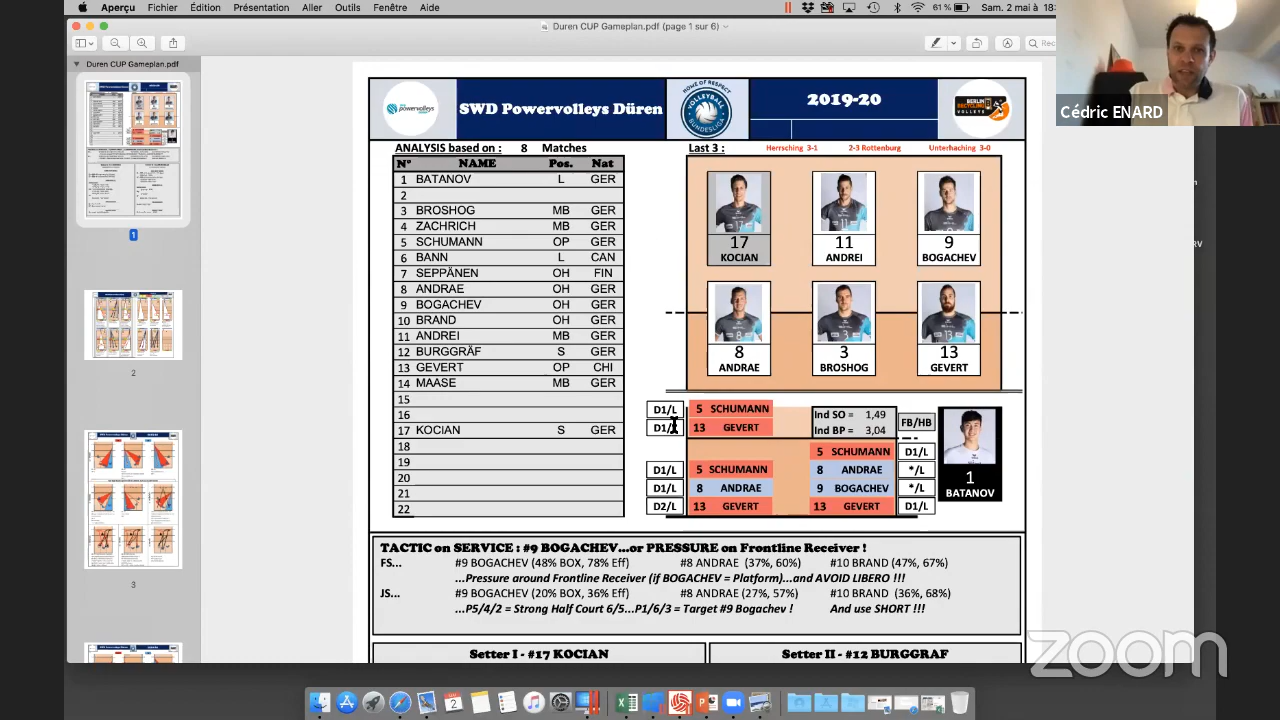 Aperçu Fichier Édition Présentation Aller Outils Fenêtre Aide 61 % Sam. 2 mai à 18:
Duren CUP Gameplan.pdf (page 1 sur 6)
Duren CUP Gameplan.pdf
1
2
3
Cédric ENARD
powervolleys
SWD Powervolleys Düren
HOME OF RESPECT
VOLLEYBALL
BUNDESLIGA
2019-20
BERLIN
RECYCLING
VOLLEYS
ANALYSIS based on : 8 Matches
Last 3 : Herrsching 3-1 2-3 Rottenburg Unterhaching 3-0
N° NAME Pos. Nat
1 BATANOV L GER
2
3 BROSHOG MB GER
4 ZACHRICH MB GER
5 SCHUMANN OP GER
6 BANN L CAN
7 SEPPÄNEN OH FIN
8 ANDRAE OH GER
9 BOGACHEV OH GER
10 BRAND OH GER
11 ANDREI MB GER
12 BURGGRÄF S GER
13 GEVERT OP CHI
14 MAASE MB GER
15
16
17 KOCIAN S GER
18
19
20
21
22
17 11 9
KOCIAN ANDREI BOGACHEV
8 3 13
ANDRAE BROSHOG GEVERT
D1/L 5 SCHUMANN
D1/ 13 GEVERT
Ind SO = 1,49
Ind BP = 3,04
FB/HB
5 SCHUMANN D1/L
D1/L 5 SCHUMANN 8 ANDRAE */L
D1/L 8 ANDRAE 9 BOGACHEV */L
D2/L 13 GEVERT 13 GEVERT D1/L
1
BATANOV
TACTIC on SERVICE : #9 BOGACHEV...or PRESSURE on Frontline Receiver !
FS... #9 BOGACHEV (48% BOX, 78% Eff) #8 ANDRAE (37%, 60%) #10 BRAND (47%, 67%)
...Pressure around Frontline Receiver (if BOGACHEV = Platform)...and AVOID LIBERO !!!
JS... #9 BOGACHEV (20% BOX, 36% Eff) #8 ANDRAE (27%, 57%) #10 BRAND (36%, 68%)
...P5/4/2 = Strong Half Court 6/5...P1/6/3 = Target #9 Bogachev ! And use SHORT !!!
Setter I - #17 KOCIAN Setter II - #12 BURGGRAF
zoom